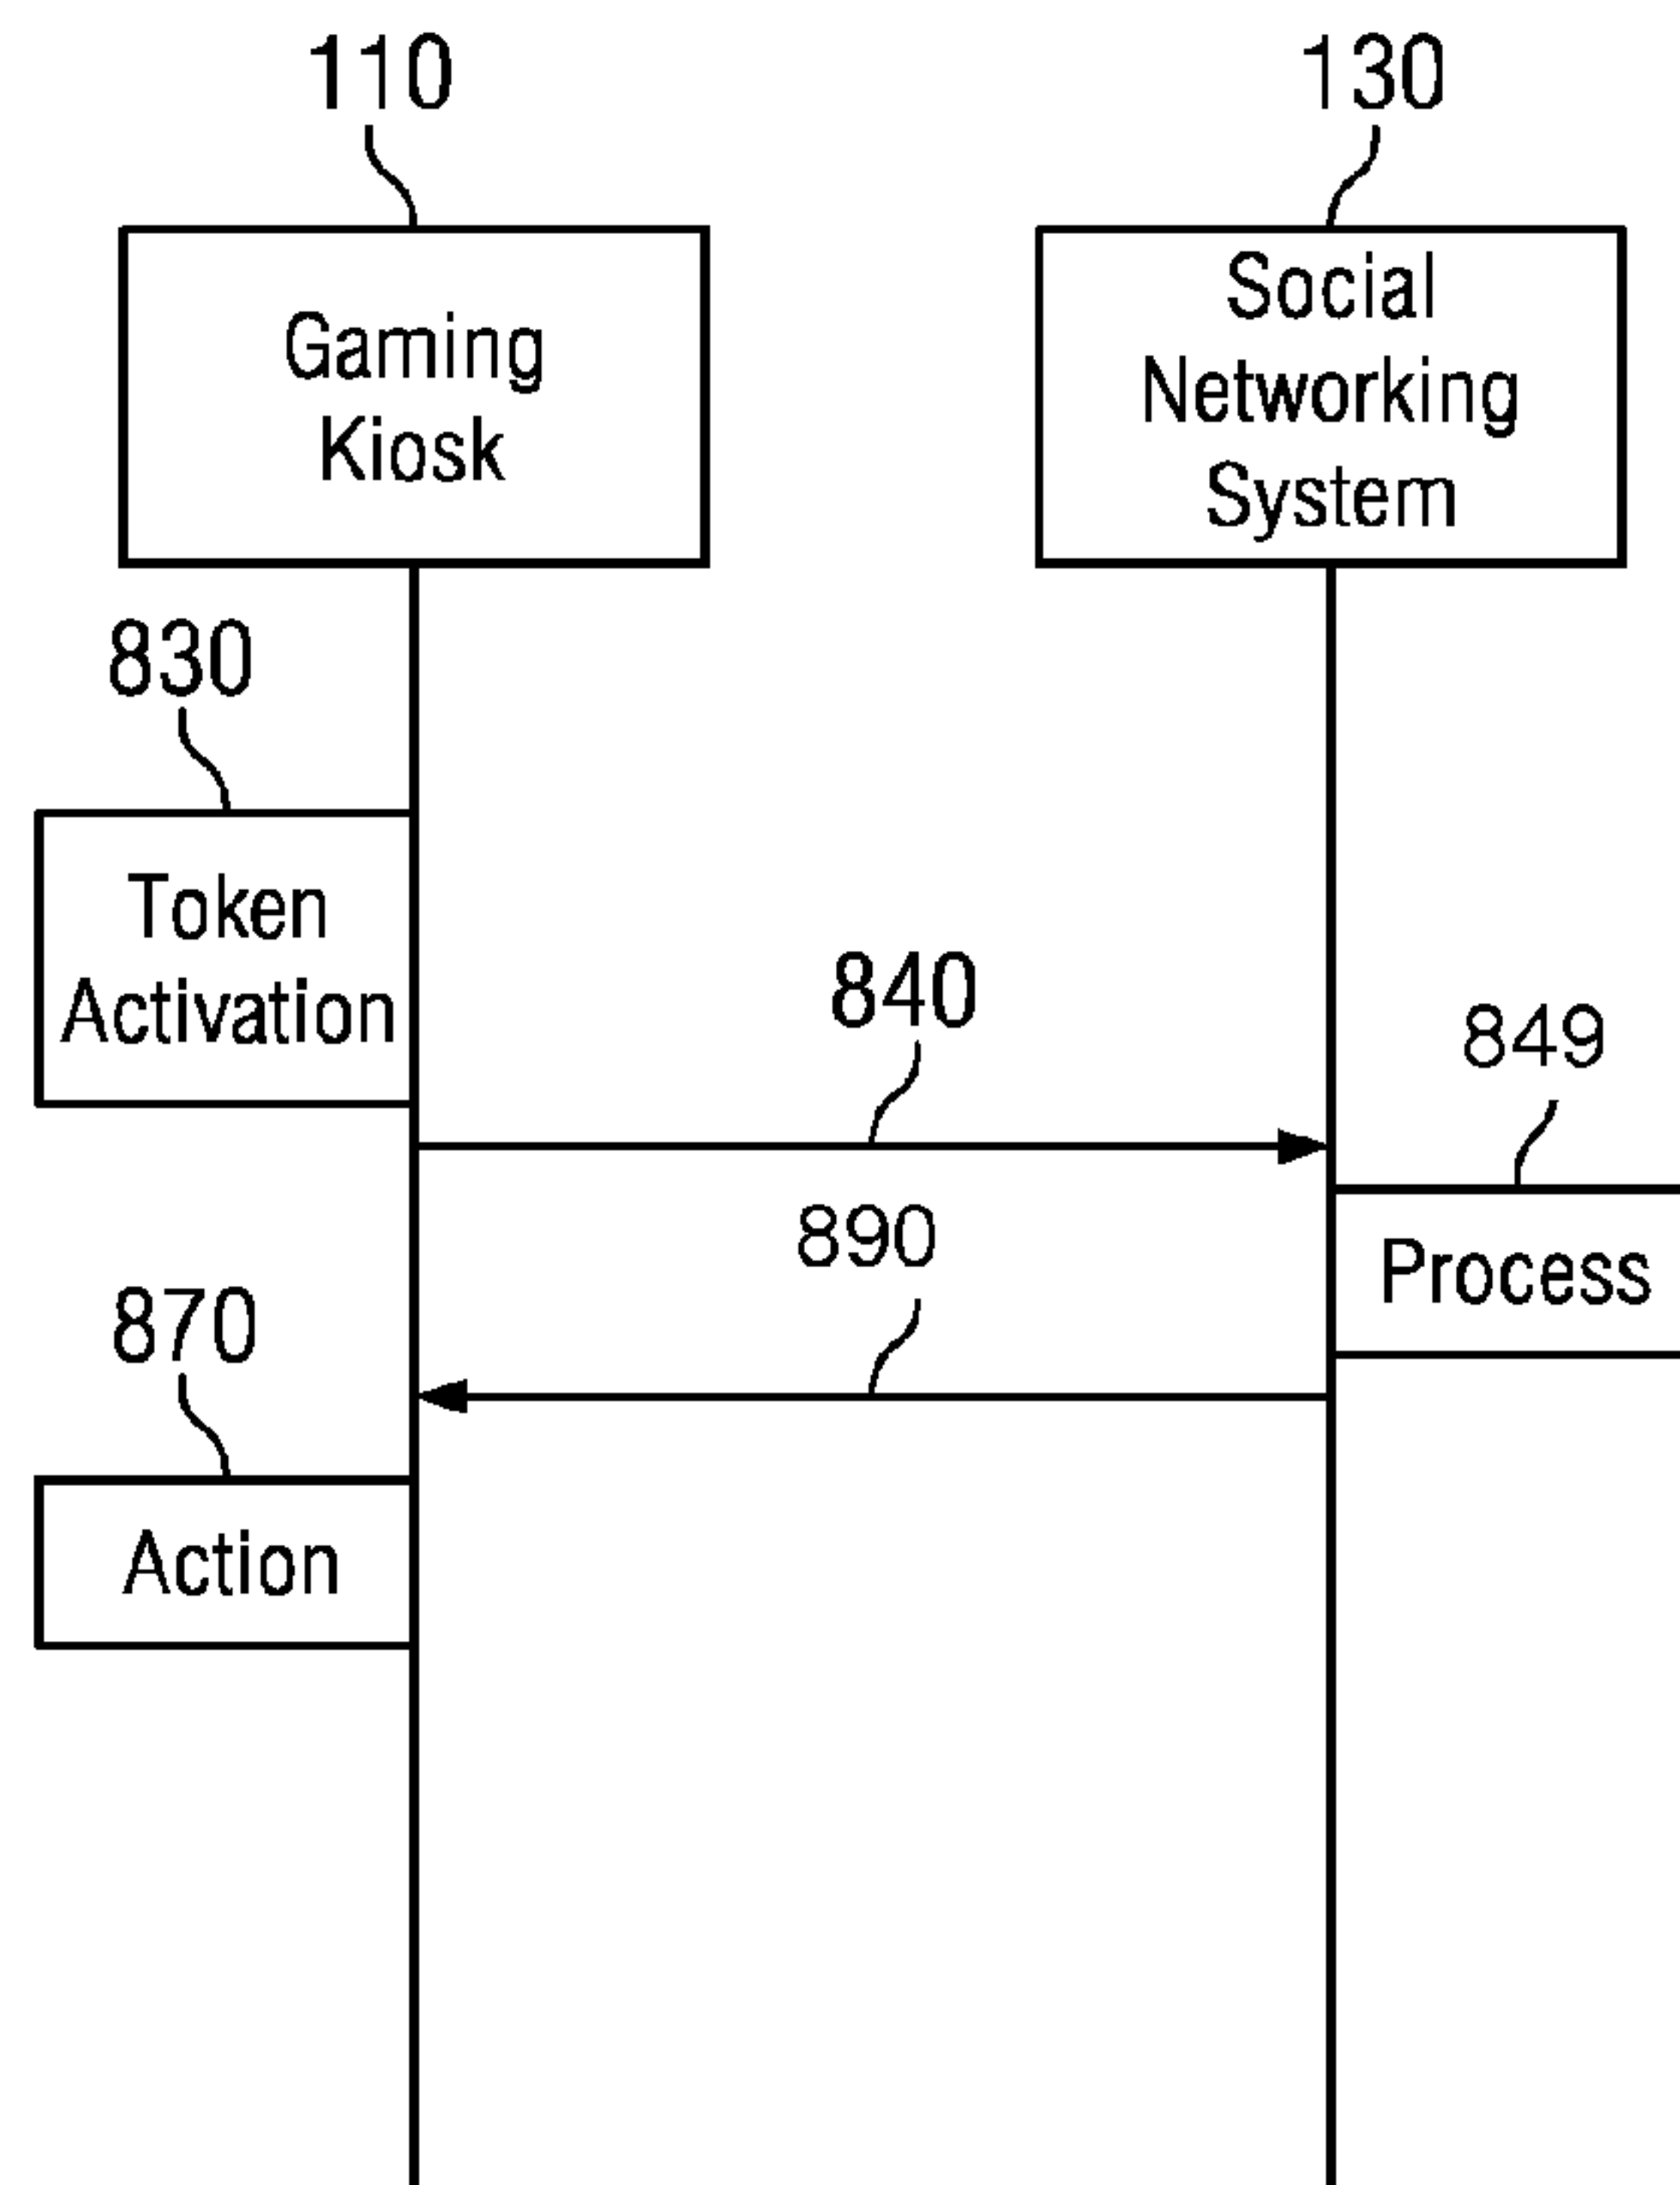 110
130
Gaming
Kiosk
Social
Networking
System
830
Token
Activation
840
849
890
Process
870
Action